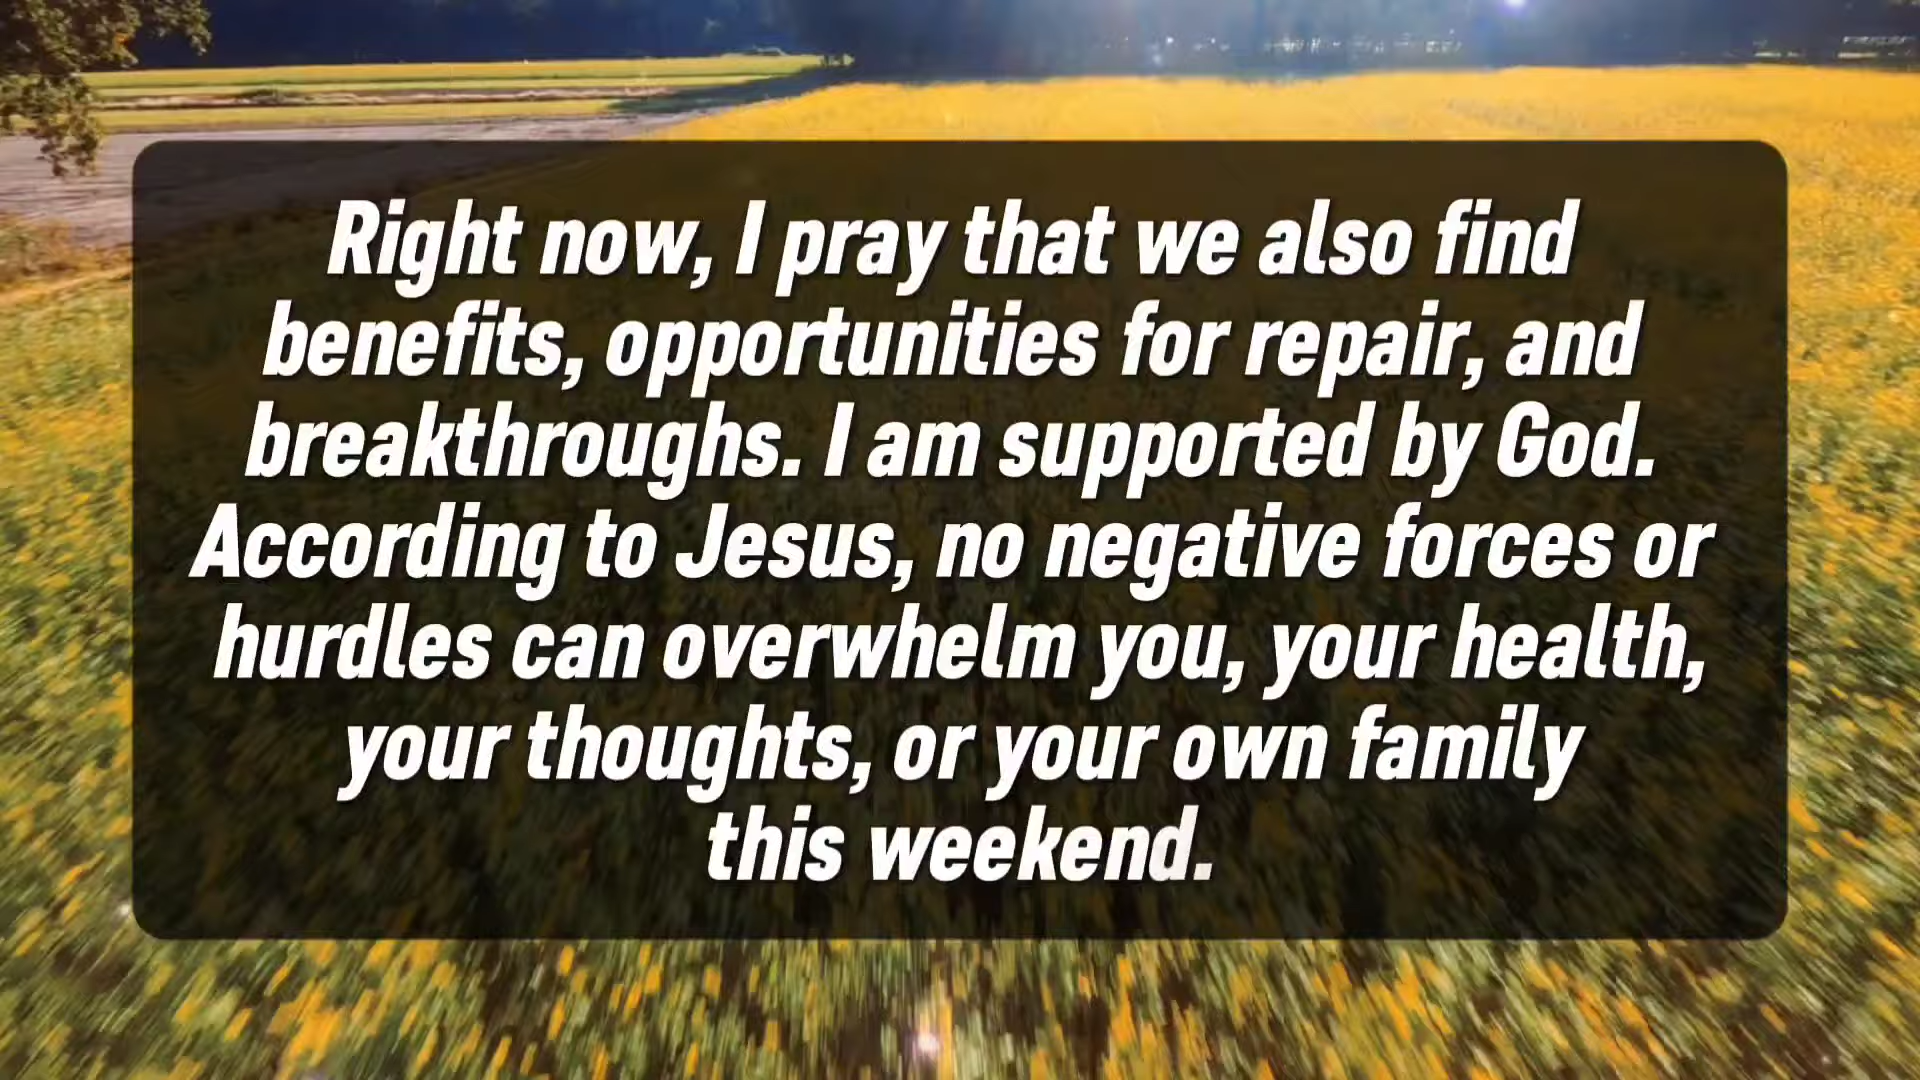 Right now, I pray that we also find
benefits, opportunities for repair, and
breakthroughs. I am supported by God.
According to Jesus, no negative forces or
hurdles can overwhelm you, your health,
your thoughts, or your own family
this weekend.